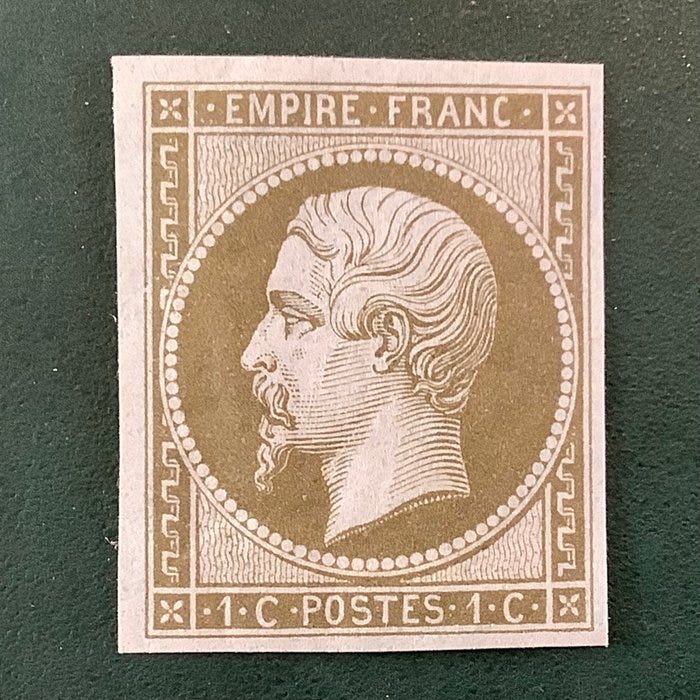 · EMPIRE · FRANC ·
· 1 · C · POSTES · 1 · C ·